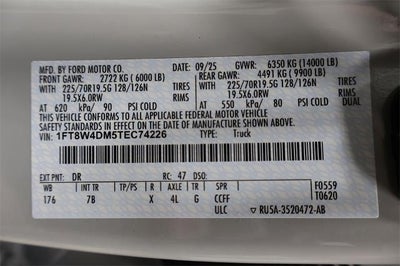 MFD. BY FORD MOTOR CO. 09/25 GVWR: 6350 KG (14000 LB)
FRONT GAWR: 2722 KG (6000 LB) REAR GAWR: 4491 KG (9900 LB)
WITH 225/70R19.5G 128/126N TIRES WITH 225/70R19.5G 128/126N TIRES
19.5X6.0RW RIMS 19.5X6.0RW RIMS
AT 620 kPa/ 90 PSI COLD AT 550 kPa/ 80 PSI COLD
THIS VEHICLE CONFORMS TO ALL APPLICABLE FEDERAL MOTOR VEHICLE
SAFETY STANDARDS IN EFFECT ON THE DATE OF MANUFACTURE SHOWN ABOVE.
VIN: 1FT8W4DM5TEC74226 TYPE: Truck
EXT PNT: DR RC: 47 DSO: F0559
WB INT TR TP/PS R AXLE TR SPR T0620
176 7B X 4L G CCFF
ULC RU5A-3520472-AB